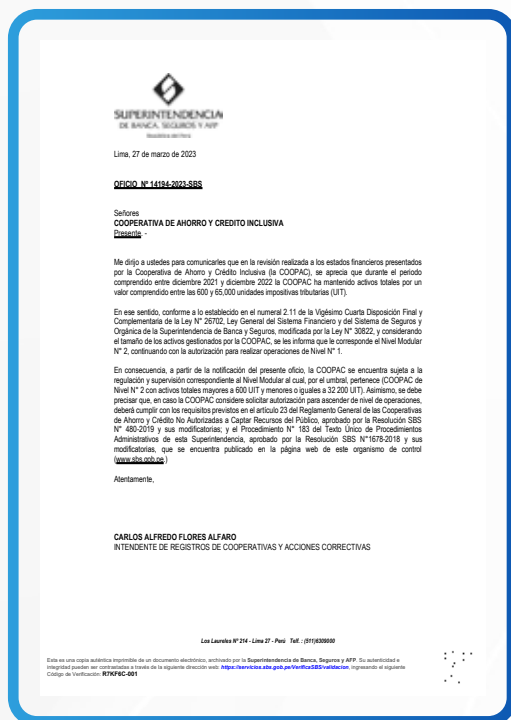 SUPERINTENDENCIA
DE BANCA, SEGUROS Y AFP
República del Perú
Lima, 27 de marzo de 2023
OFICIO N° 14194-2023-SBS
Señores
COOPERATIVA DE AHORRO Y CREDITO INCLUSIVA
Presente. -
Me dirijo a ustedes para comunicarles que en la revisión realizada a los estados financieros presentados
por la Cooperativa de Ahorro y Crédito Inclusiva (la COOPAC), se aprecia que durante el periodo
comprendido entre diciembre 2021 y diciembre 2022 la COOPAC ha mantenido activos totales por un
valor comprendido entre las 600 y 65,000 unidades impositivas tributarias (UIT).
En ese sentido, conforme a lo establecido en el numeral 2.11 de la Vigésimo Cuarta Disposición Final y
Complementaria de la Ley N° 26702, Ley General del Sistema Financiero y del Sistema de Seguros y
Orgánica de la Superintendencia de Banca y Seguros, modificada por la Ley N° 30822, y considerando
el tamaño de los activos gestionados por la COOPAC, se les informa que le corresponde el Nivel Modular
N° 2, continuando con la autorización para realizar operaciones de Nivel N° 1.
En consecuencia, a partir de la notificación del presente oficio, la COOPAC se encuentra sujeta a la
regulación y supervisión correspondiente al Nivel Modular al cual, por el umbral, pertenece (COOPAC de
Nivel N° 2 con activos totales mayores a 600 UIT y menores o iguales a 32 200 UIT). Asimismo, se debe
precisar que, en caso la COOPAC considere solicitar autorización para ascender de nivel de operaciones,
deberá cumplir con los requisitos previstos en el artículo 23 del Reglamento General de las Cooperativas
de Ahorro y Crédito No Autorizadas a Captar Recursos del Público, aprobado por la Resolución SBS
N° 480-2019 y sus modificatorias; y el Procedimiento N° 183 del Texto Único de Procedimientos
Administrativos de esta Superintendencia, aprobado por la Resolución SBS N°1678-2018 y sus
modificatorias, que se encuentra publicado en la página web de este organismo de control
(www.sbs.gob.pe.)
Atentamente,
CARLOS ALFREDO FLORES ALFARO
INTENDENTE DE REGISTROS DE COOPERATIVAS Y ACCIONES CORRECTIVAS
Los Laureles Nº 214 - Lima 27 - Perú Telf. : (511)6309000
Esta es una copia auténtica imprimible de un documento electrónico, archivado por la Superintendencia de Banca, Seguros y AFP. Su autenticidad e
integridad pueden ser contrastadas a través de la siguiente dirección web: https://servicios.sbs.gob.pe/VerificaSBS/validacion, ingresando el siguiente
Código de Verificación: R7KF6C-001